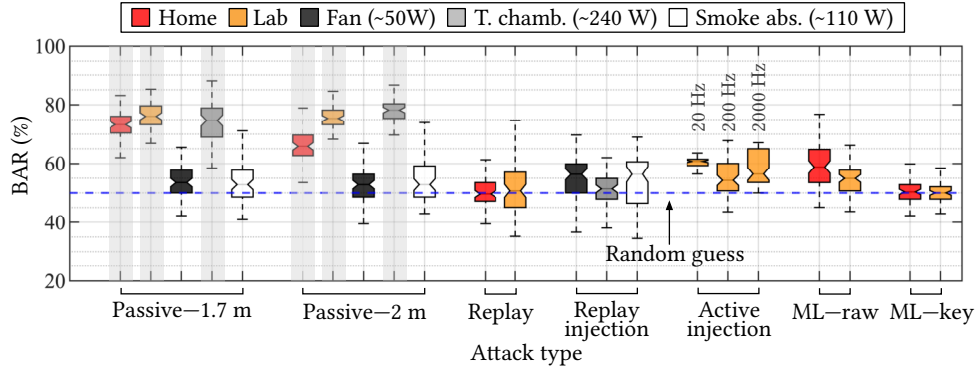 Home Lab Fan (~50W) T. chamb. (~240 W) Smoke abs. (~110 W)
100
80
60
40
20
BAR (%)
20 Hz
200 Hz
2000 Hz
Random guess
Passive−1.7 m
Passive−2 m
Replay
Replay
injection
Active
injection
ML−raw
ML−key
Attack type